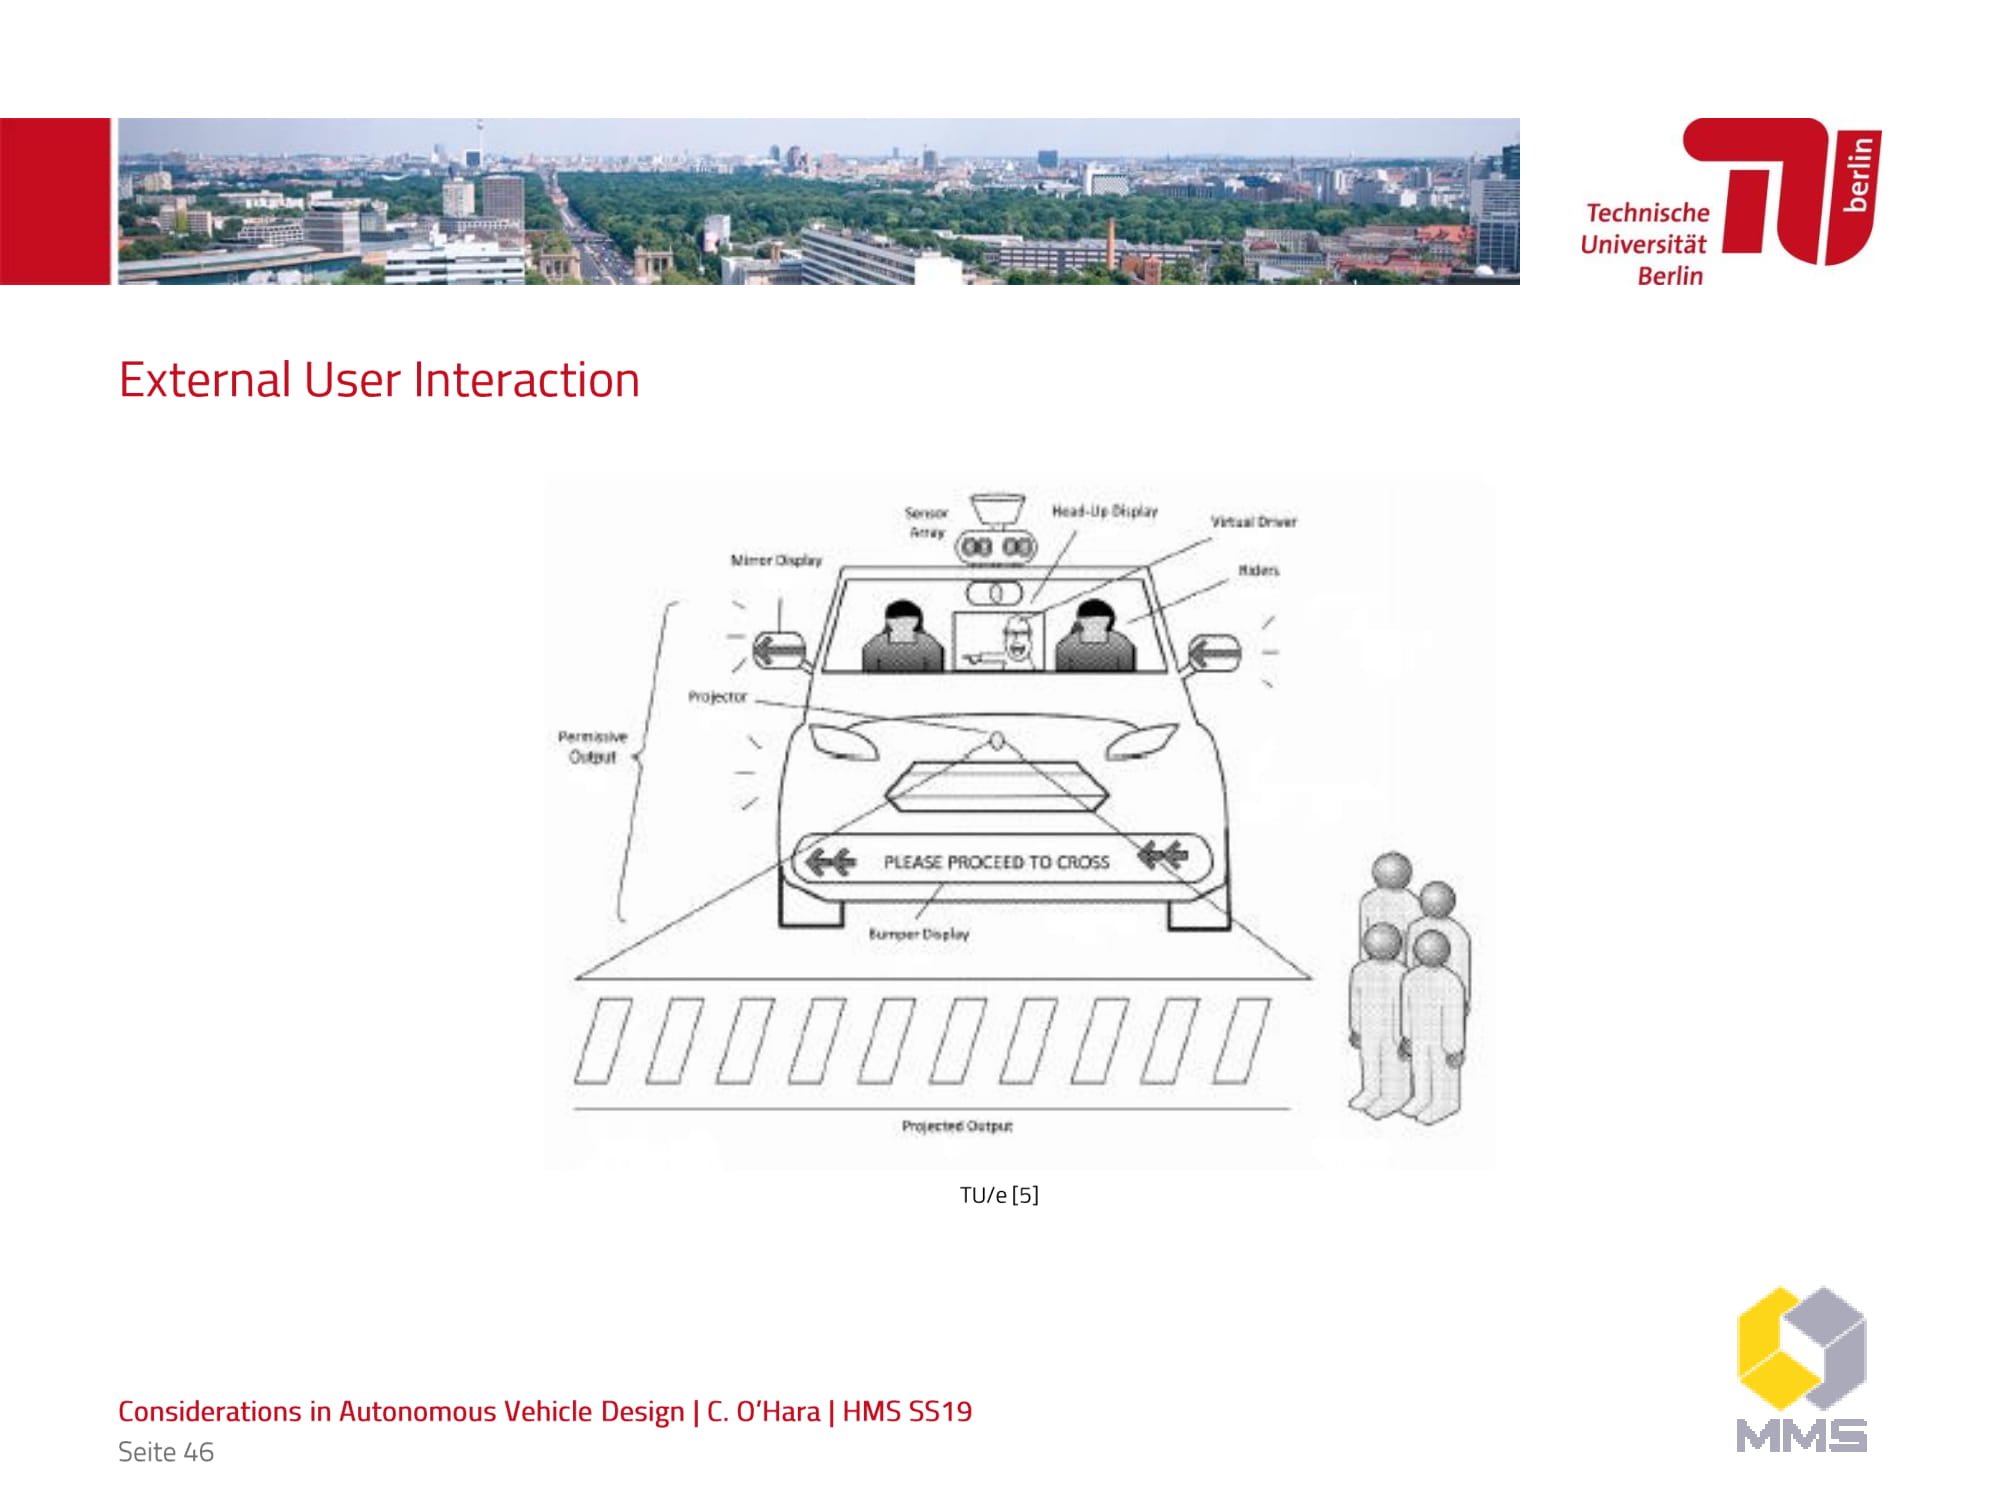 berlin
Technische
Universität
Berlin
External User Interaction
Sensor
Array
Head-Up Display
Virtual Driver
Mirror Display
Riders
Projector
Permissive
Output
PLEASE PROCEED TO CROSS
Bumper Display
Projected Output
TU/e [5]
Considerations in Autonomous Vehicle Design | C. O'Hara | HMS SS19
Seite 46
MMS